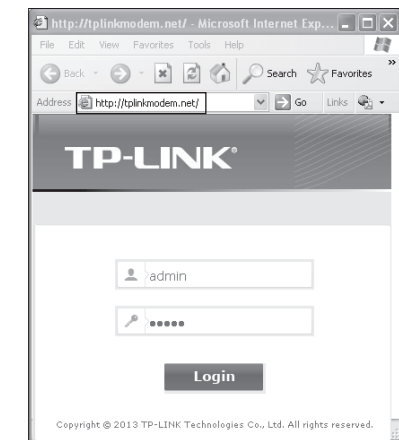 http://tplinkmodem.net/ - Microsoft Internet Exp...
File Edit View Favorites Tools Help
Back Search Favorites »
Address http://tplinkmodem.net/ Go Links
TP-LINK®
admin
•••••
Login
Copyright © 2013 TP-LINK Technologies Co., Ltd. All rights reserved.